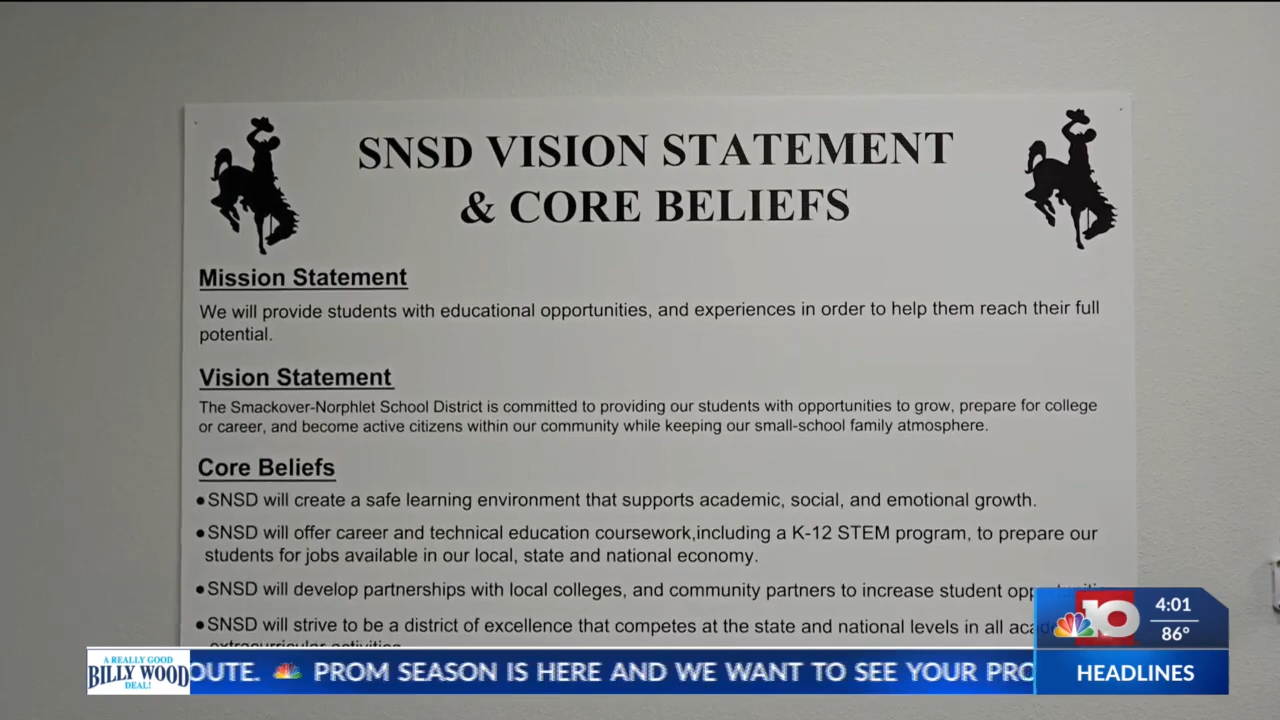 SNSD VISION STATEMENT
& CORE BELIEFS
Mission Statement
We will provide students with educational opportunities, and experiences in order to help them reach their full
potential.
Vision Statement
The Smackover-Norphlet School District is committed to providing our students with opportunities to grow, prepare for college
or career, and become active citizens within our community while keeping our small-school family atmosphere.
Core Beliefs
●SNSD will create a safe learning environment that supports academic, social, and emotional growth.
●SNSD will offer career and technical education coursework,including a K-12 STEM program, to prepare our
students for jobs available in our local, state and national economy.
●SNSD will develop partnerships with local colleges, and community partners to increase student
●SNSD will strive to be a district of excellence that competes at the state and national levels in all
extracurricular activities
10
4:01
86°
HEADLINES
A REALLY GOOD
BILLY WOOD
DEAL!
OUTE. PROM SEASON IS HERE AND WE WANT TO SEE YOUR PRO